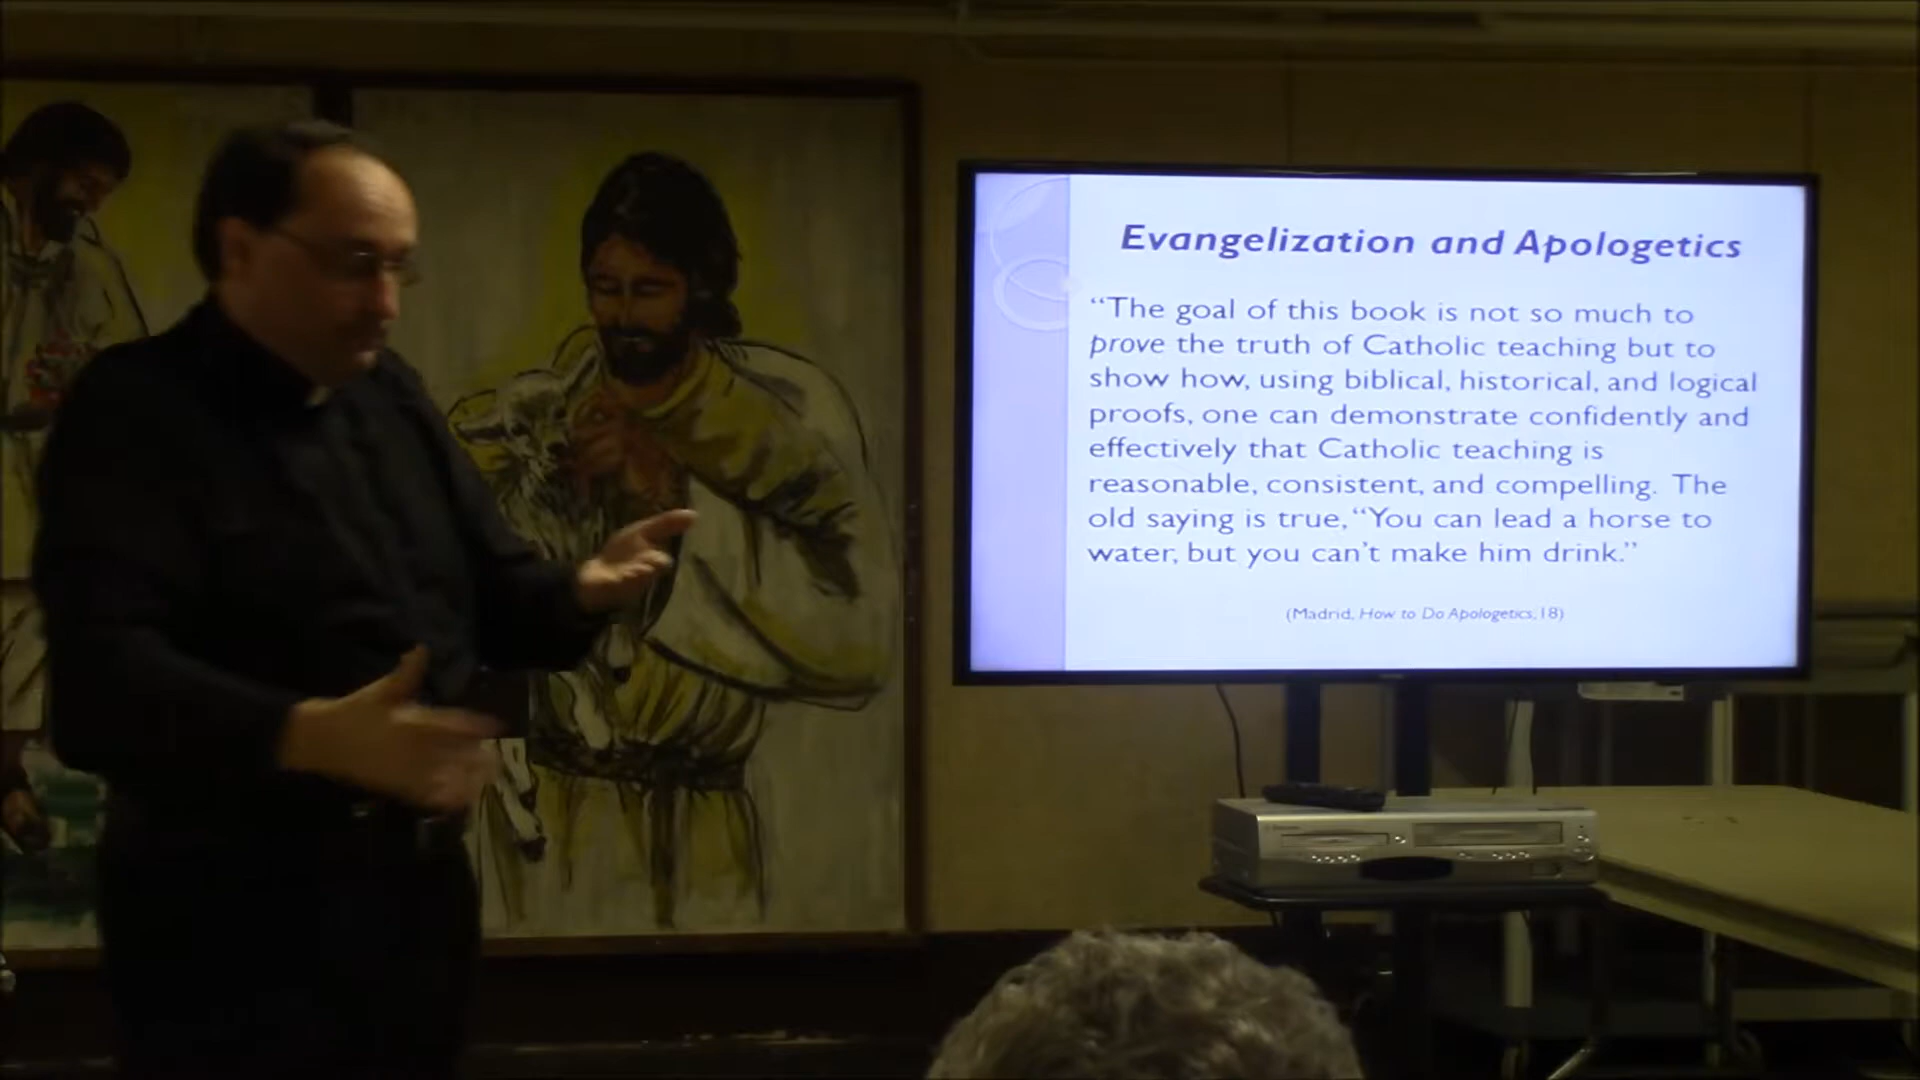 Evangelization and Apologetics
“The goal of this book is not so much to
prove the truth of Catholic teaching but to
show how, using biblical, historical, and logical
proofs, one can demonstrate confidently and
effectively that Catholic teaching is
reasonable, consistent, and compelling. The
old saying is true, “You can lead a horse to
water, but you can’t make him drink.”
(Madrid, How to Do Apologetics, 18)